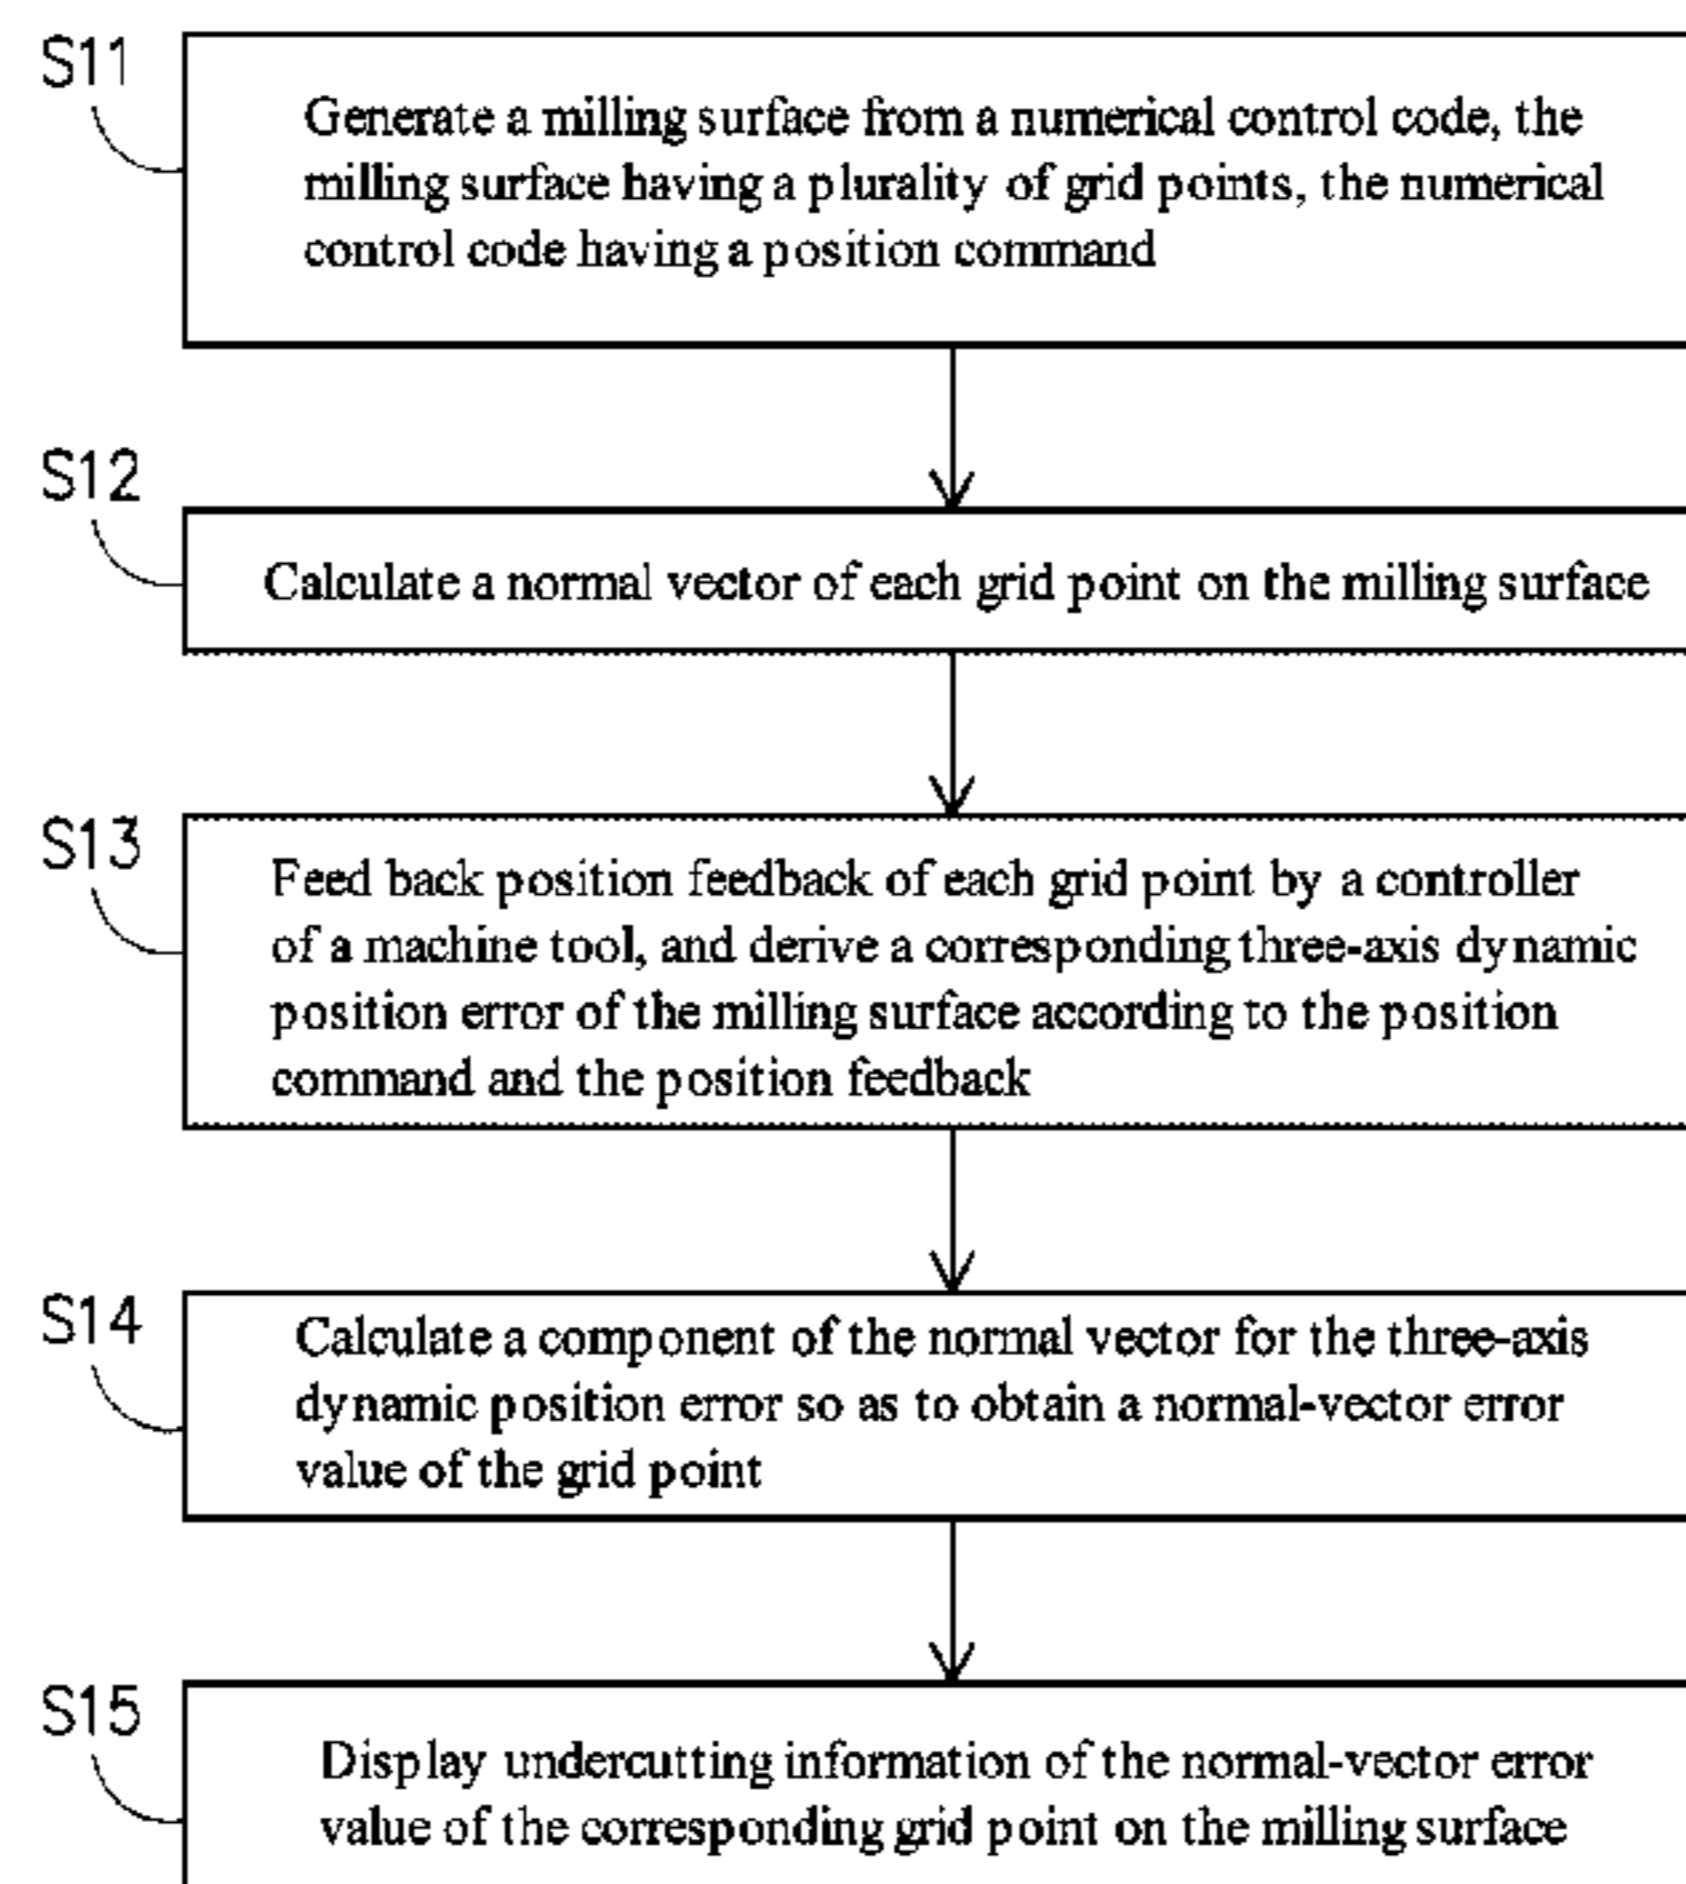 S11
Generate a milling surface from a numerical control code, the
milling surface having a plurality of grid points, the numerical
control code having a position command
S12
Calculate a normal vector of each grid point on the milling surface
S13
Feed back position feedback of each grid point by a controller
of a machine tool, and derive a corresponding three-axis dynamic
position error of the milling surface according to the position
command and the position feedback
S14
Calculate a component of the normal vector for the three-axis
dynamic position error so as to obtain a normal-vector error
value of the grid point
S15
Display undercutting information of the normal-vector error
value of the corresponding grid point on the milling surface